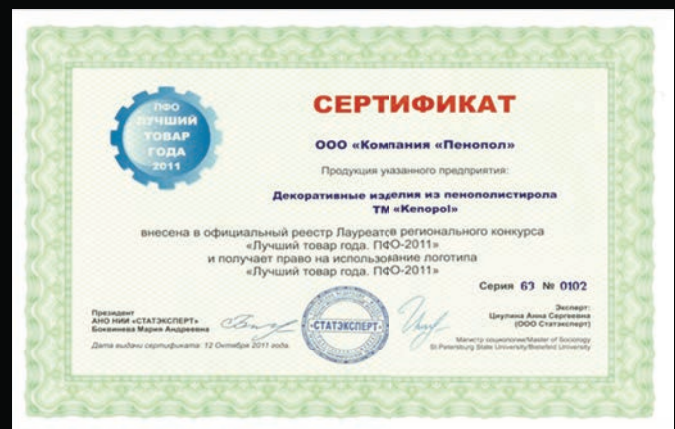 ПФО
ЛУЧШИЙ
ТОВАР
ГОДА
2011
СЕРТИФИКАТ
ООО «Компания «Пенопол»
Продукция указанного предприятия:
Декоративные изделия из пенополистирола
ТМ «Kenopol»
внесена в официальный реестр Лауреатов регионального конкурса
«Лучший товар года. ПФО-2011»
и получает право на использование логотипа
«Лучший товар года. ПФО-2011»
Серия 63 № 0102
Президент
АНО НИИ «СТАТЭКСПЕРТ»
Боквинева Мария Андреевна
Дата выдачи сертификата: 12 Октября 2011 года.
«СТАТЭКСПЕРТ»
Эксперт:
Цнулина Анна Сергеевна
(ООО Статэксперт)
Магистр социологии/Master of Sociology
St.Petersburg State University/Bielefeld University